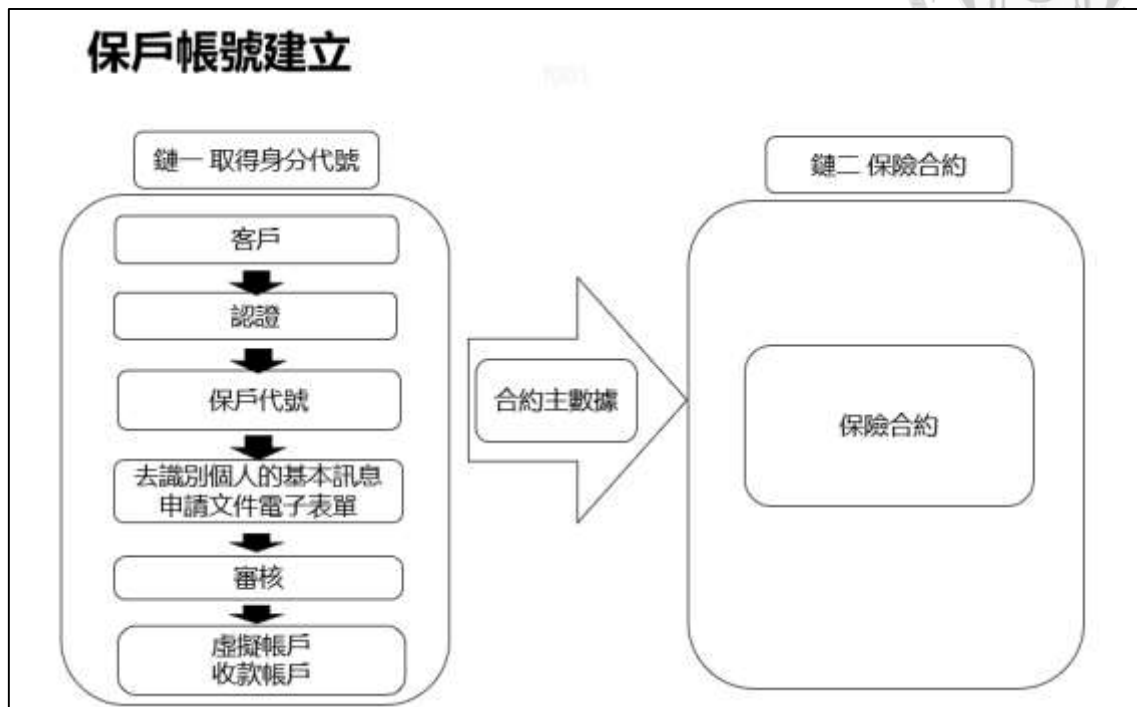 保戶帳號建立
鏈一 取得身分代號
客戶
認證
保戶代號
去識別個人的基本訊息
申請文件電子表單
審核
虛擬帳戶
收款帳戶
合約主數據
鏈二 保險合約
保險合約